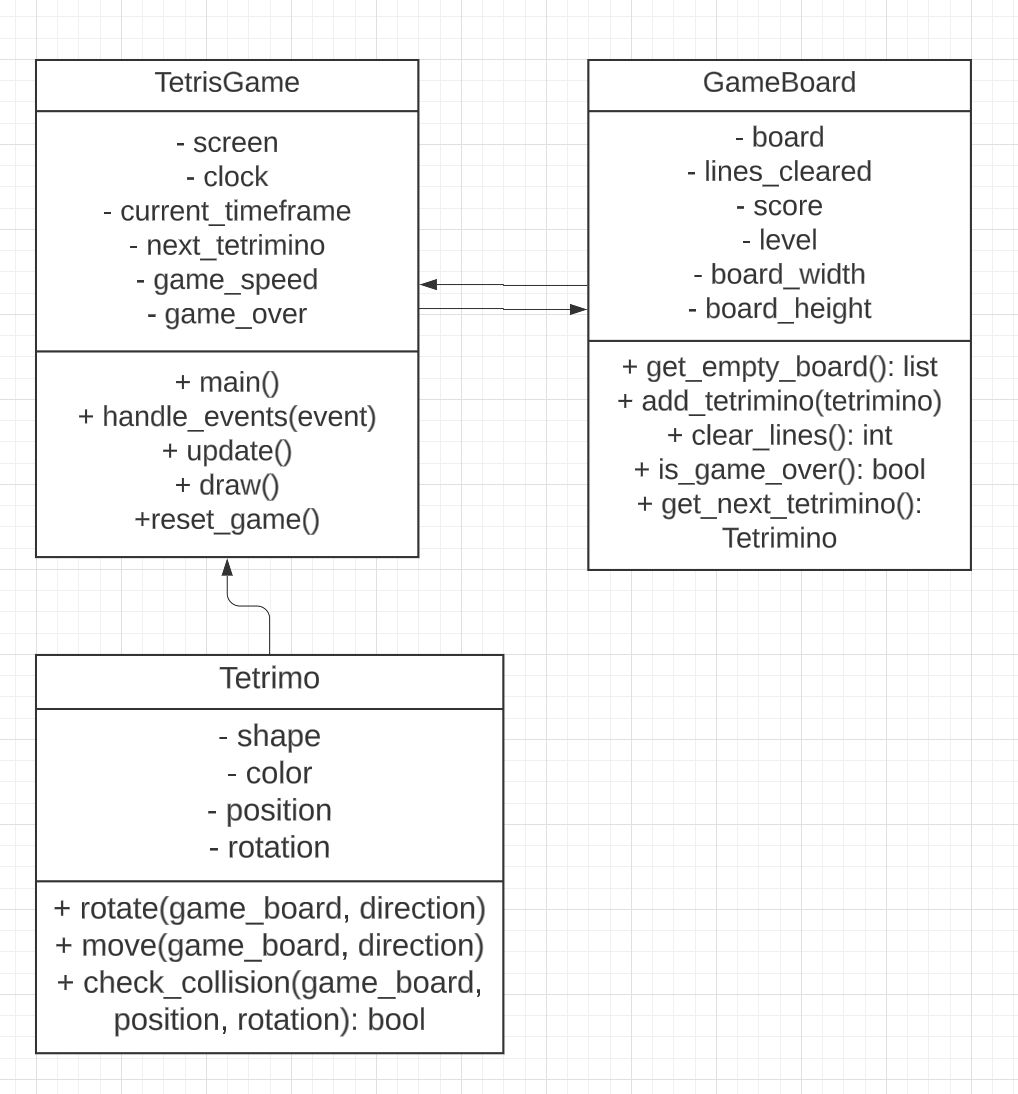 TetrisGame
- screen
- clock
- current_timeframe
- next_tetrimino
- game_speed
- game_over
+ main()
+ handle_events(event)
+ update()
+ draw()
+reset_game()
GameBoard
- board
- lines_cleared
- score
- level
- board_width
- board_height
+ get_empty_board(): list
+ add_tetrimino(tetrimino)
+ clear_lines(): int
+ is_game_over(): bool
+ get_next_tetrimino():
Tetrimino
Tetrimo
- shape
- color
- position
- rotation
+ rotate(game_board, direction)
+ move(game_board, direction)
+ check_collision(game_board,
position, rotation): bool